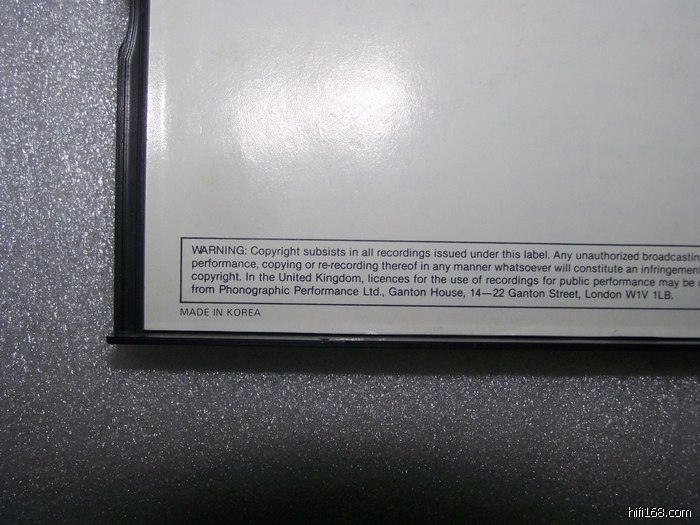 WARNING: Copyright subsists in all recordings issued under this label. Any unauthorized broadcasting
performance, copying or re-recording thereof in any manner whatsoever will constitute an infringement
copyright. In the United Kingdom, licences for the use of recordings for public performance may be
from Phonographic Performance Ltd., Ganton House, 14—22 Ganton Street, London W1V 1LB.
MADE IN KOREA
hifi168.com